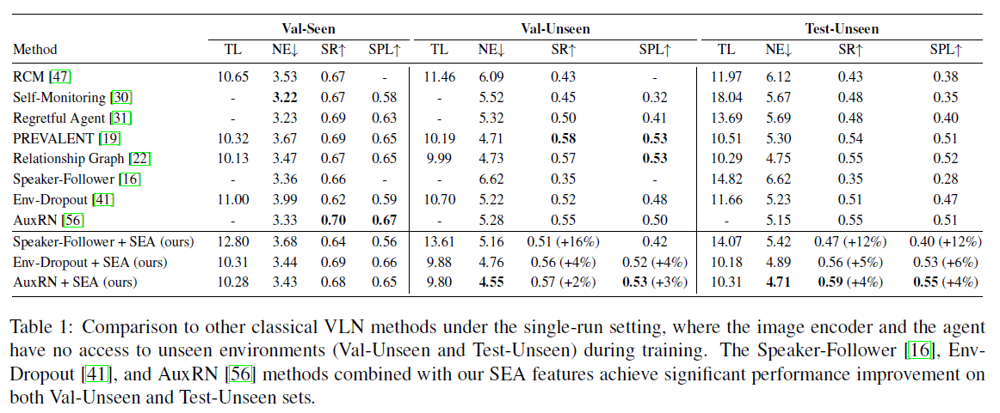 Val-Seen Val-Unseen Test-Unseen
Method TL NE↓ SR↑ SPL↑ TL NE↓ SR↑ SPL↑ TL NE↓ SR↑ SPL↑
RCM [47] 10.65 3.53 0.67 - 11.46 6.09 0.43 - 11.97 6.12 0.43 0.38
Self-Monitoring [30] - 3.22 0.67 0.58 - 5.52 0.45 0.32 18.04 5.67 0.48 0.35
Regretful Agent [31] - 3.23 0.69 0.63 - 5.32 0.50 0.41 13.69 5.69 0.48 0.40
PREVALENT [19] 10.32 3.67 0.69 0.65 10.19 4.71 0.58 0.53 10.51 5.30 0.54 0.51
Relationship Graph [22] 10.13 3.47 0.67 0.65 9.99 4.73 0.57 0.53 10.29 4.75 0.55 0.52
Speaker-Follower [16] - 3.36 0.66 - - 6.62 0.35 - 14.82 6.62 0.35 0.28
Env-Dropout [41] 11.00 3.99 0.62 0.59 10.70 5.22 0.52 0.48 11.66 5.23 0.51 0.47
AuxRN [56] - 3.33 0.70 0.67 - 5.28 0.55 0.50 - 5.15 0.55 0.51
Speaker-Follower + SEA (ours) 12.80 3.68 0.64 0.56 13.61 5.16 0.51 (+16%) 0.42 14.07 5.42 0.47 (+12%) 0.40 (+12%)
Env-Dropout + SEA (ours) 10.31 3.44 0.69 0.66 9.88 4.76 0.56 (+4%) 0.52 (+4%) 10.18 4.89 0.56 (+5%) 0.53 (+6%)
AuxRN + SEA (ours) 10.28 3.43 0.68 0.65 9.80 4.55 0.57 (+2%) 0.53 (+3%) 10.31 4.71 0.59 (+4%) 0.55 (+4%)
Table 1: Comparison to other classical VLN methods under the single-run setting, where the image encoder and the agent
have no access to unseen environments (Val-Unseen and Test-Unseen) during training. The Speaker-Follower [16], Env-
Dropout [41], and AuxRN [56] methods combined with our SEA features achieve significant performance improvement on
both Val-Unseen and Test-Unseen sets.